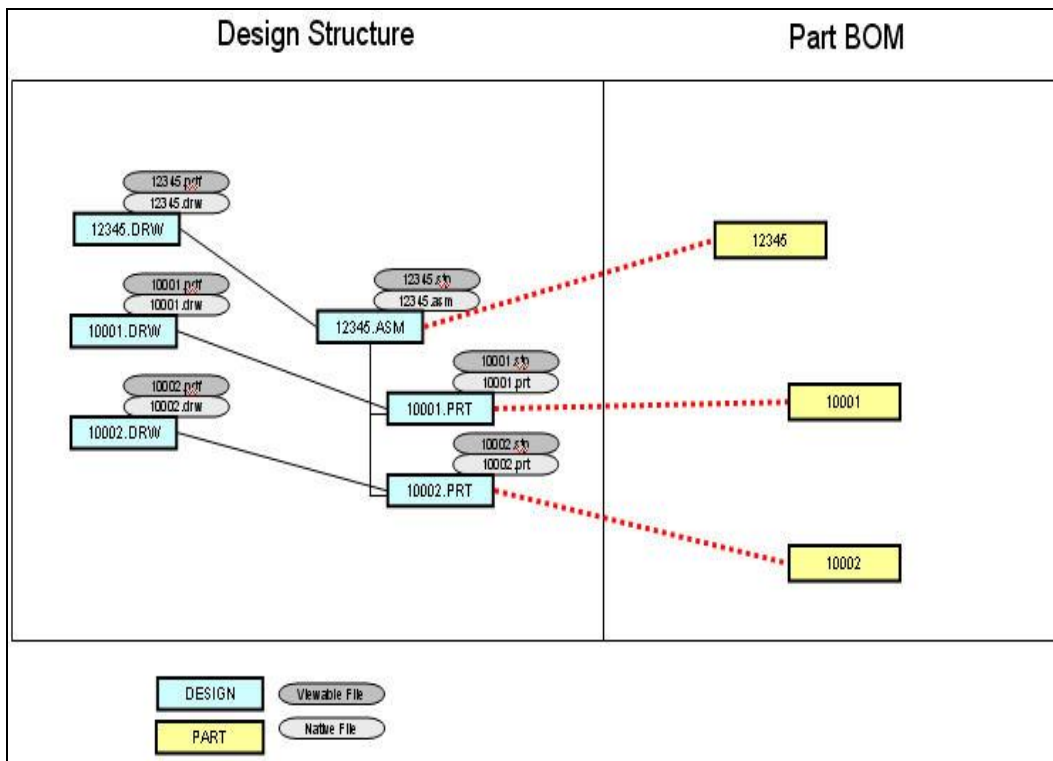 Design Structure
Part BOM
12345.pdf
12345.drw
12345.DRW
12345
10001.pdf
10001.drw
10001.DRW
12345.stp
12345.asm
12345.ASM
10001.stp
10001.prt
10001.PRT
10001
10002.pdf
10002.drw
10002.DRW
10002.stp
10002.prt
10002.PRT
10002
DESIGN
Viewable File
PART
Native File